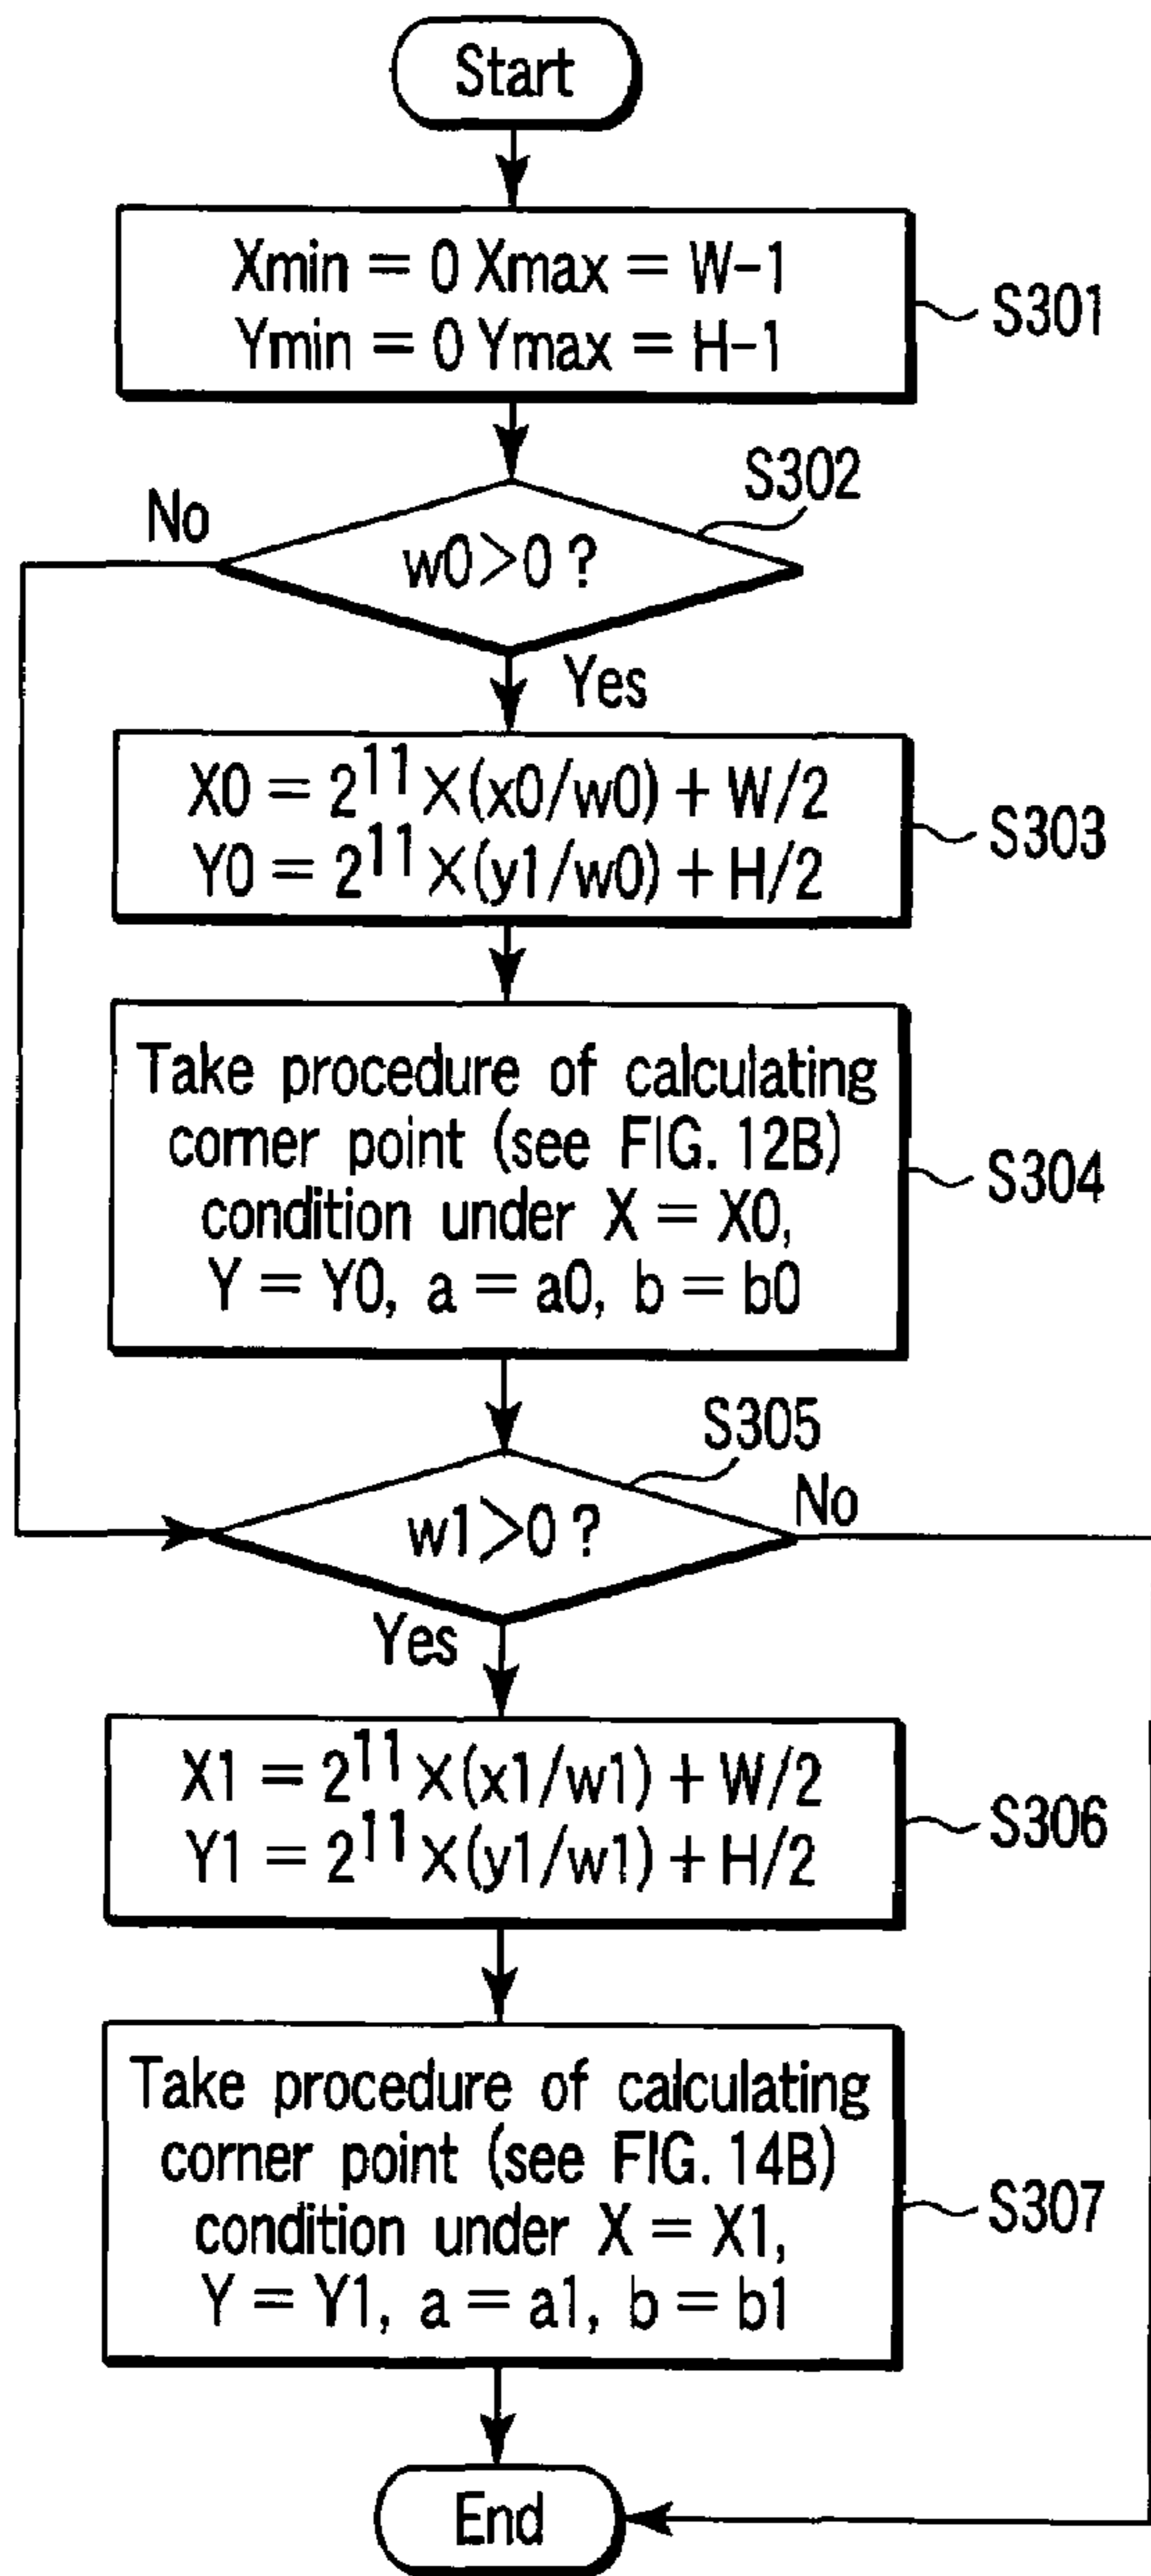 Start
Xmin = 0 Xmax = W-1
Ymin = 0 Ymax = H-1
S301
S302
No
w0>0 ?
Yes
X0 = 2^11 ×(x0/w0) + W/2
Y0 = 2^11 ×(y1/w0) + H/2
S303
Take procedure of calculating
corner point (see FIG. 12B)
condition under X = X0,
Y = Y0, a = a0, b = b0
S304
S305
No
w1>0 ?
Yes
X1 = 2^11 ×(x1/w1) + W/2
Y1 = 2^11 ×(y1/w1) + H/2
S306
Take procedure of calculating
corner point (see FIG. 14B)
condition under X = X1,
Y = Y1, a = a1, b = b1
S307
End